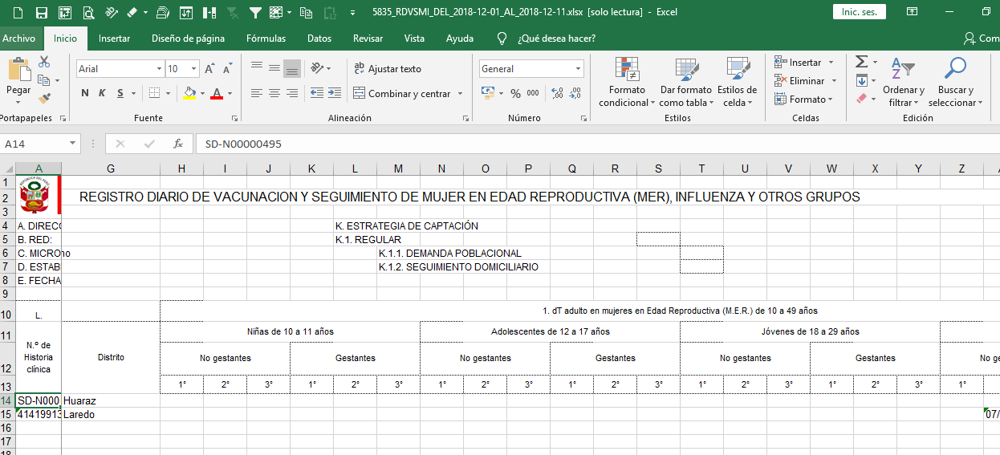 5835_RDVSMI_DEL_2018-12-01_AL_2018-12-11.xlsx [solo lectura] - Excel
Inic. ses.
Archivo Inicio Insertar Diseño de página Fórmulas Datos Revisar Vista Ayuda ¿Qué desea hacer? Com
Arial 10 Ajustar texto General Insertar
Pegar Formato condicional Dar formato como tabla Estilos de celda Eliminar Ordenar y filtrar Buscar y seleccionar
N K S Combinar y centrar % 000 Formato
Portapapeles Fuente Alineación Número Estilos Celdas Edición
A14 fx SD-N00000495
A G H I J K L M N O P Q R S T U V W X Y Z
1
REPUBLICA DEL PERU
2 REGISTRO DIARIO DE VACUNACION Y SEGUIMIENTO DE MUJER EN EDAD REPRODUCTIVA (MER), INFLUENZA Y OTROS GRUPOS
3
4 A. DIREC K. ESTRATEGIA DE CAPTACIÓN
5 B. RED: K.1. REGULAR
6 C. MICRO no K.1.1. DEMANDA POBLACIONAL
7 D. ESTAB K.1.2. SEGUIMIENTO DOMICILIARIO
8 E. FECHA
9
10 L. 1. dT adulto en mujeres en Edad Reproductiva (M.E.R.) de 10 a 49 años
11 Niñas de 10 a 11 años Adolescentes de 12 a 17 años Jóvenes de 18 a 29 años
N.º de Historia clínica Distrito
12 No gestantes Gestantes No gestantes Gestantes No gestantes Gestantes No ge
13 1° 2° 3° 1° 2° 3° 1° 2° 3° 1° 2° 3° 1° 2° 3° 1° 2° 3° 1°
14 SD-N000 Huaraz
15 41419913 Laredo 07/
16
17
18